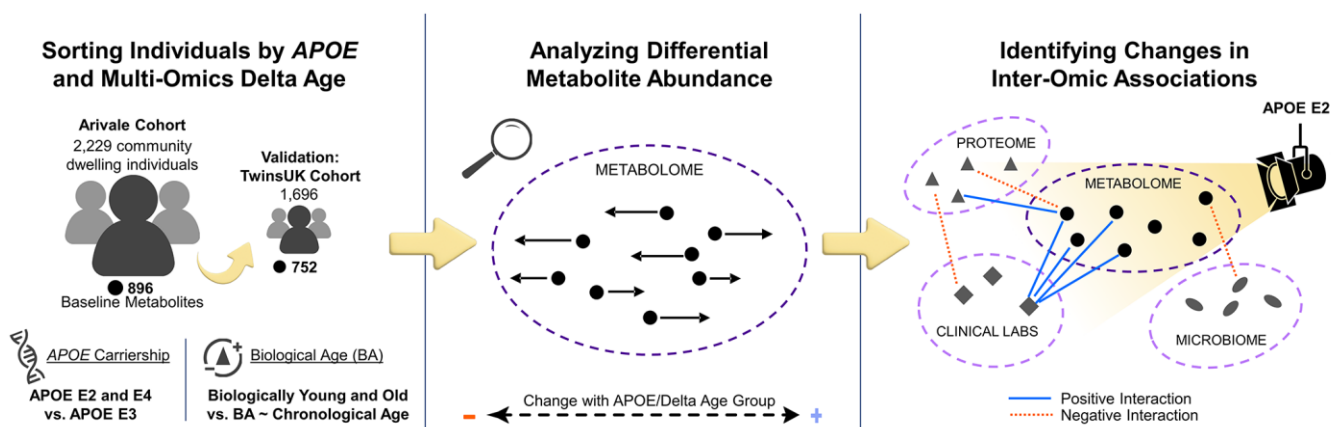 Sorting Individuals by APOE
and Multi-Omics Delta Age
Arivale Cohort
2,229 community
dwelling individuals
Validation:
TwinsUK
Cohort
1,696
752
896
Baseline Metabolites
APOE Carriership
APOE E2 and E4
vs. APOE E3
Biological Age (BA)
Biologically Young and Old
vs. BA ~ Chronological Age
Analyzing Differential
Metabolite Abundance
METABOLOME
Change with APOE/Delta Age Group
- +
Identifying Changes in
Inter-Omic Associations
APOE E2
PROTEOME
METABOLOME
CLINICAL LABS
MICROBIOME
Positive Interaction
Negative Interaction